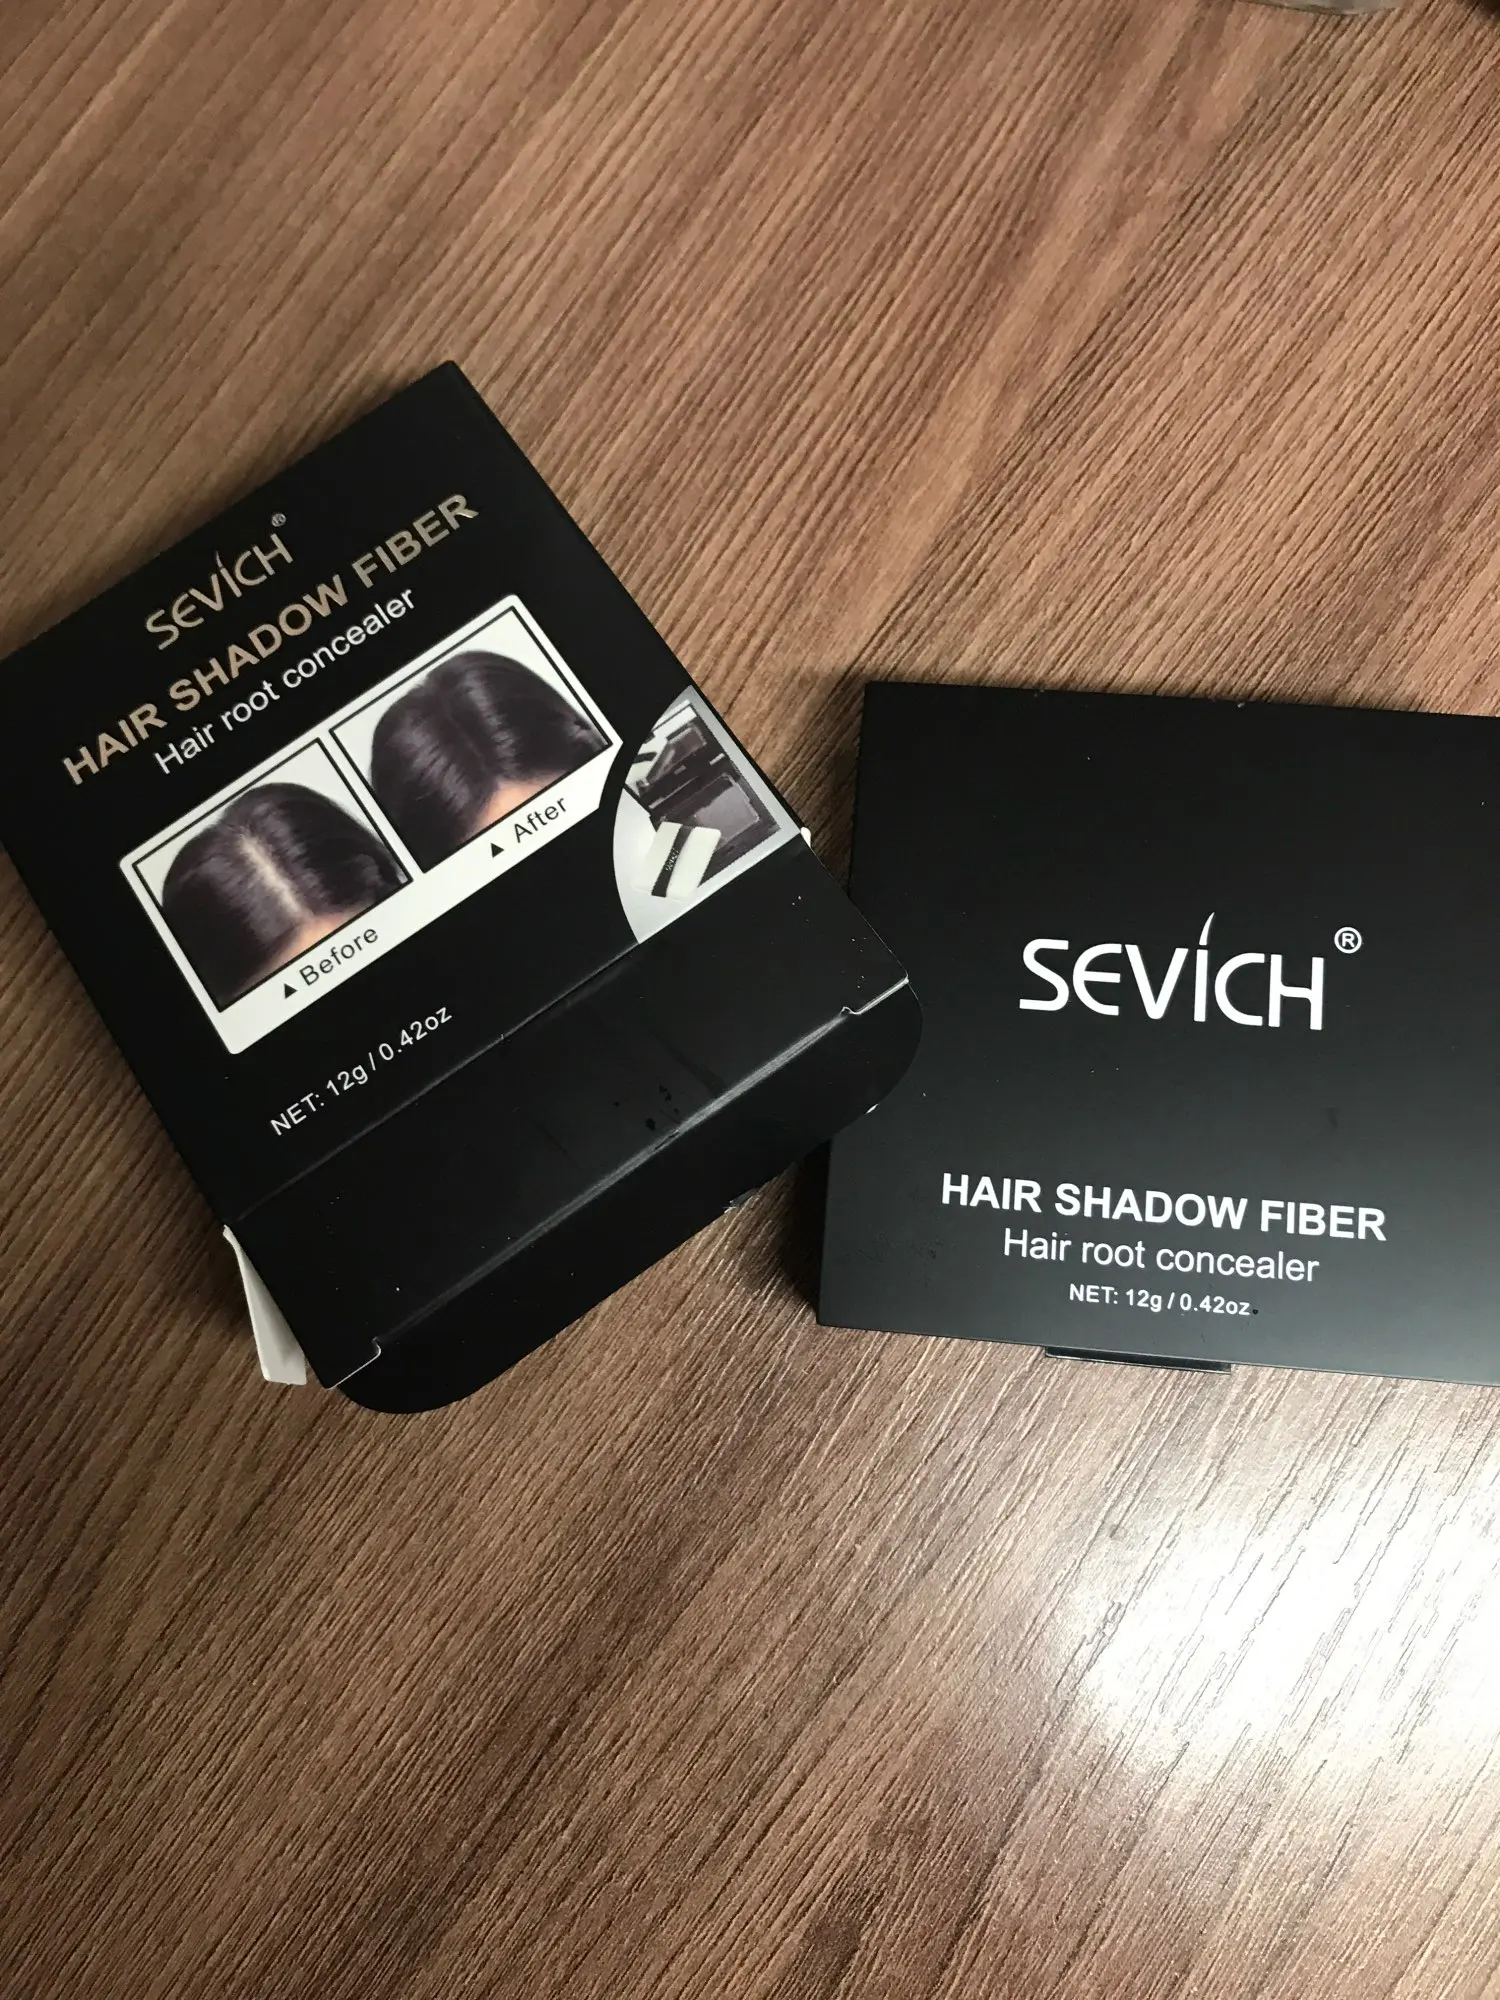 SEVICH®
HAIR SHADOW FIBER
Hair root concealer
▲ Before
▲ After
NET: 12g / 0.42oz
SEVICH®
HAIR SHADOW FIBER
Hair root concealer
NET: 12g / 0.42oz